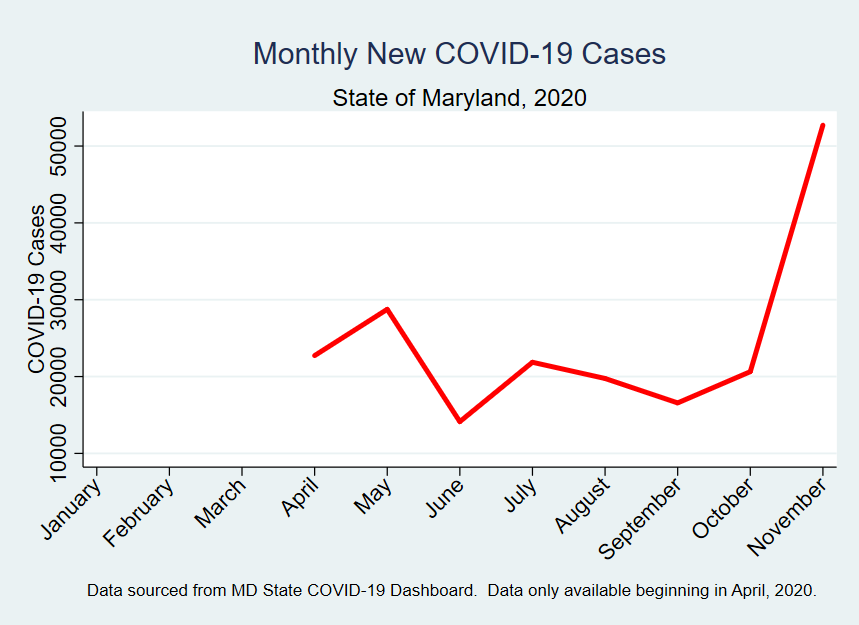 Monthly New COVID-19 Cases
State of Maryland, 2020
COVID-19 Cases
50000
40000
30000
20000
10000
January
February
March
April
May
June
July
August
September
October
November
Data sourced from MD State COVID-19 Dashboard.  Data only available beginning in April, 2020.